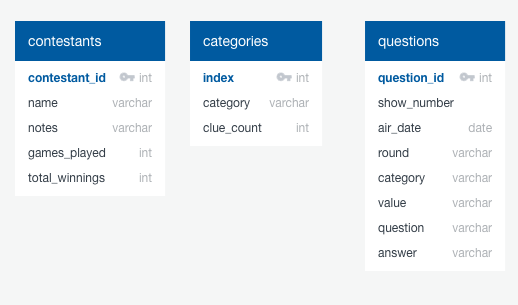 contestants
contestant_id int
name varchar
notes varchar
games_played int
total_winnings int
categories
index int
category varchar
clue_count int
questions
question_id int
show_number
air_date date
round varchar
category varchar
value varchar
question varchar
answer varchar